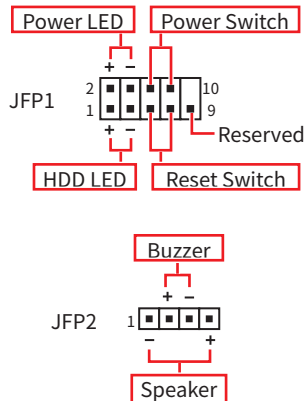 Power LED Power Switch
+ −
2 10
JFP1
1 9
+ − Reserved
HDD LED Reset Switch
Buzzer
+ −
JFP2 1
− +
Speaker